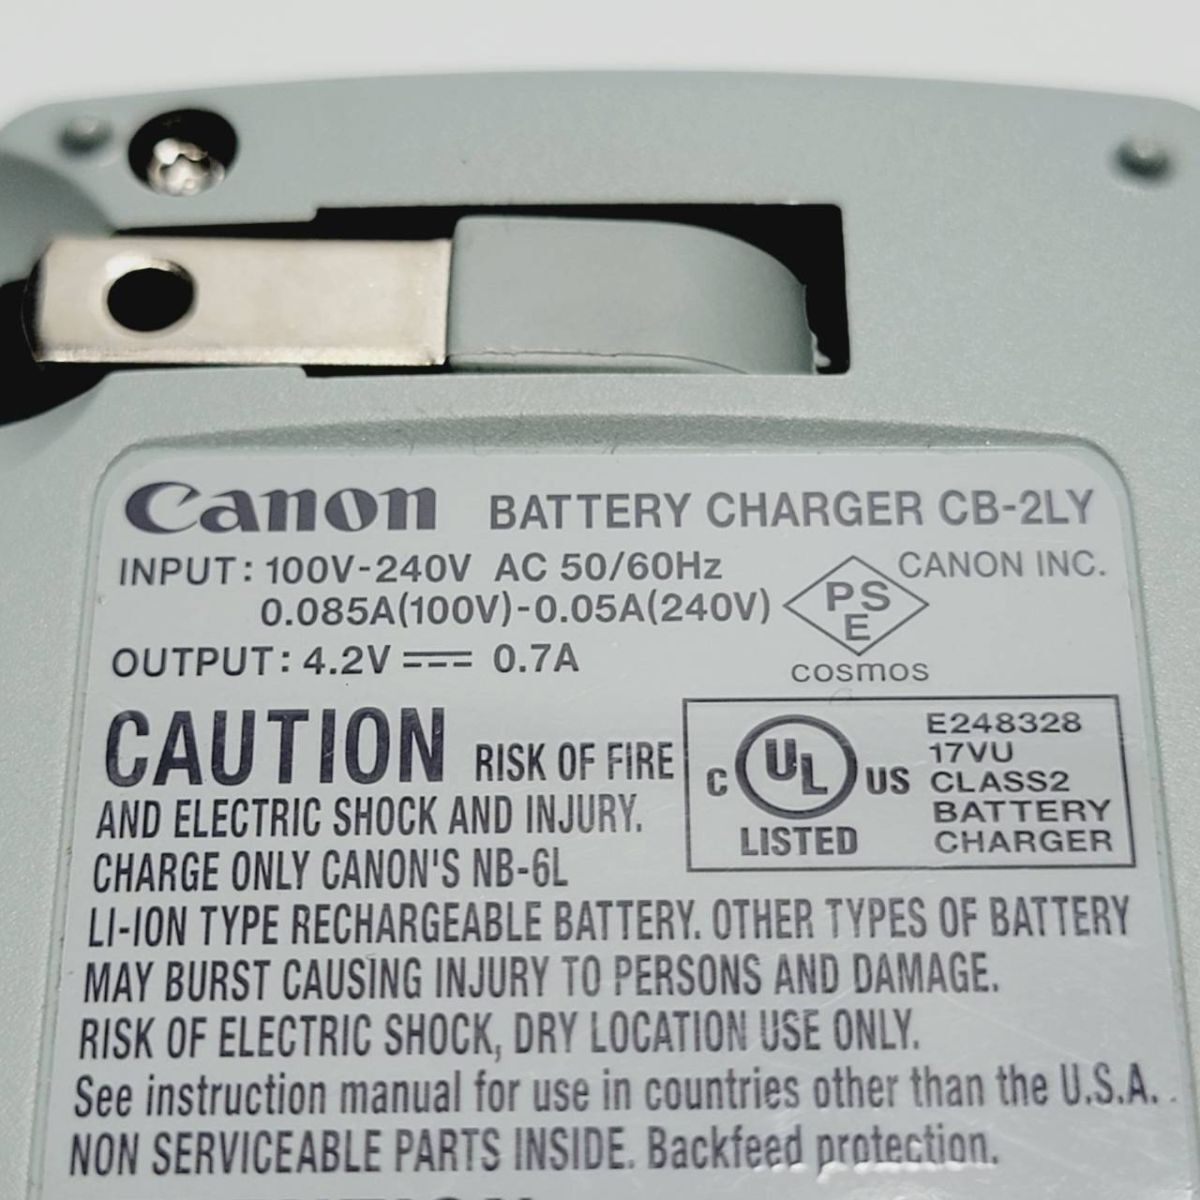 Canon BATTERY CHARGER CB-2LY
INPUT: 100V-240V AC 50/60Hz
0.085A(100V)-0.05A(240V)
OUTPUT: 4.2V ⎓ 0.7A
CANON INC.
PS
E
COSMOS
CAUTION RISK OF FIRE
AND ELECTRIC SHOCK AND INJURY.
CHARGE ONLY CANON'S NB-6L
C UL US
LISTED
E248328
17VU
CLASS2
BATTERY
CHARGER
LI-ION TYPE RECHARGEABLE BATTERY. OTHER TYPES OF BATTERY
MAY BURST CAUSING INJURY TO PERSONS AND DAMAGE.
RISK OF ELECTRIC SHOCK, DRY LOCATION USE ONLY.
See instruction manual for use in countries other than the U.S.A.
NON SERVICEABLE PARTS INSIDE. Backfeed protection.